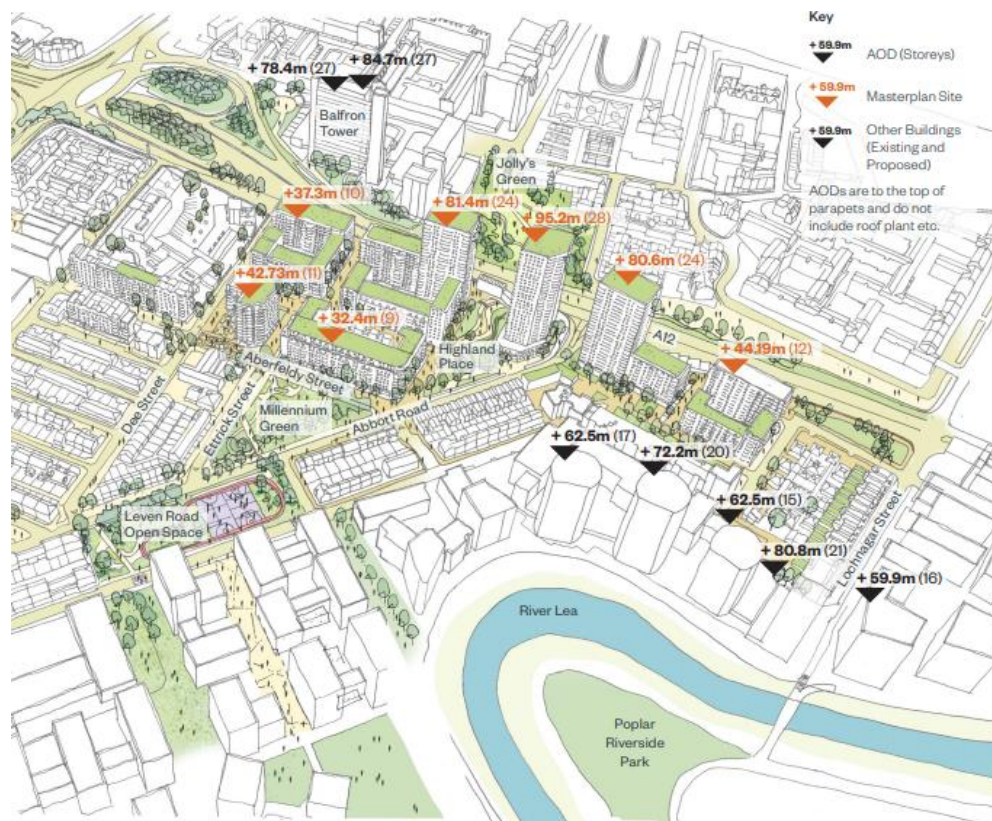 Key
+ 59.9m
AOD (Storeys)
+ 59.9m
Masterplan Site
+ 59.9m
Other Buildings
(Existing and
Proposed)
AODs are to the top of
parapets and do not
include roof plant etc.
+ 78.4m (27)
+ 84.7m (27)
Balfron
Tower
Jolly's
Green
+37.3m (10)
+ 81.4m (24)
+ 95.2m (28)
+ 80.6m (24)
+42.73m (11)
+ 32.4m (9)
A12
+ 44.19m (12)
Highland
Place
Aberfeldy Street
Dee Street
Ettrick Street
Millennium
Green
Abbott Road
+ 62.5m (17)
+ 72.2m (20)
+ 62.5m (15)
+ 80.8m (21)
+ 59.9m (16)
Lochnagar Street
Leven Road
Open Space
River Lea
Poplar
Riverside
Park